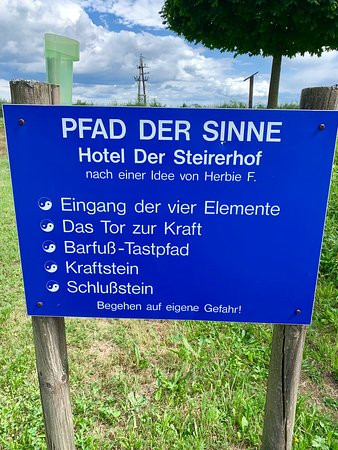 PFAD DER SINNE
Hotel Der Steirerhof
nach einer Idee von Herbie F.
Eingang der vier Elemente
Das Tor zur Kraft
Barfuß-Tastpfad
Kraftstein
Schlußstein
Begehen auf eigene Gefahr!